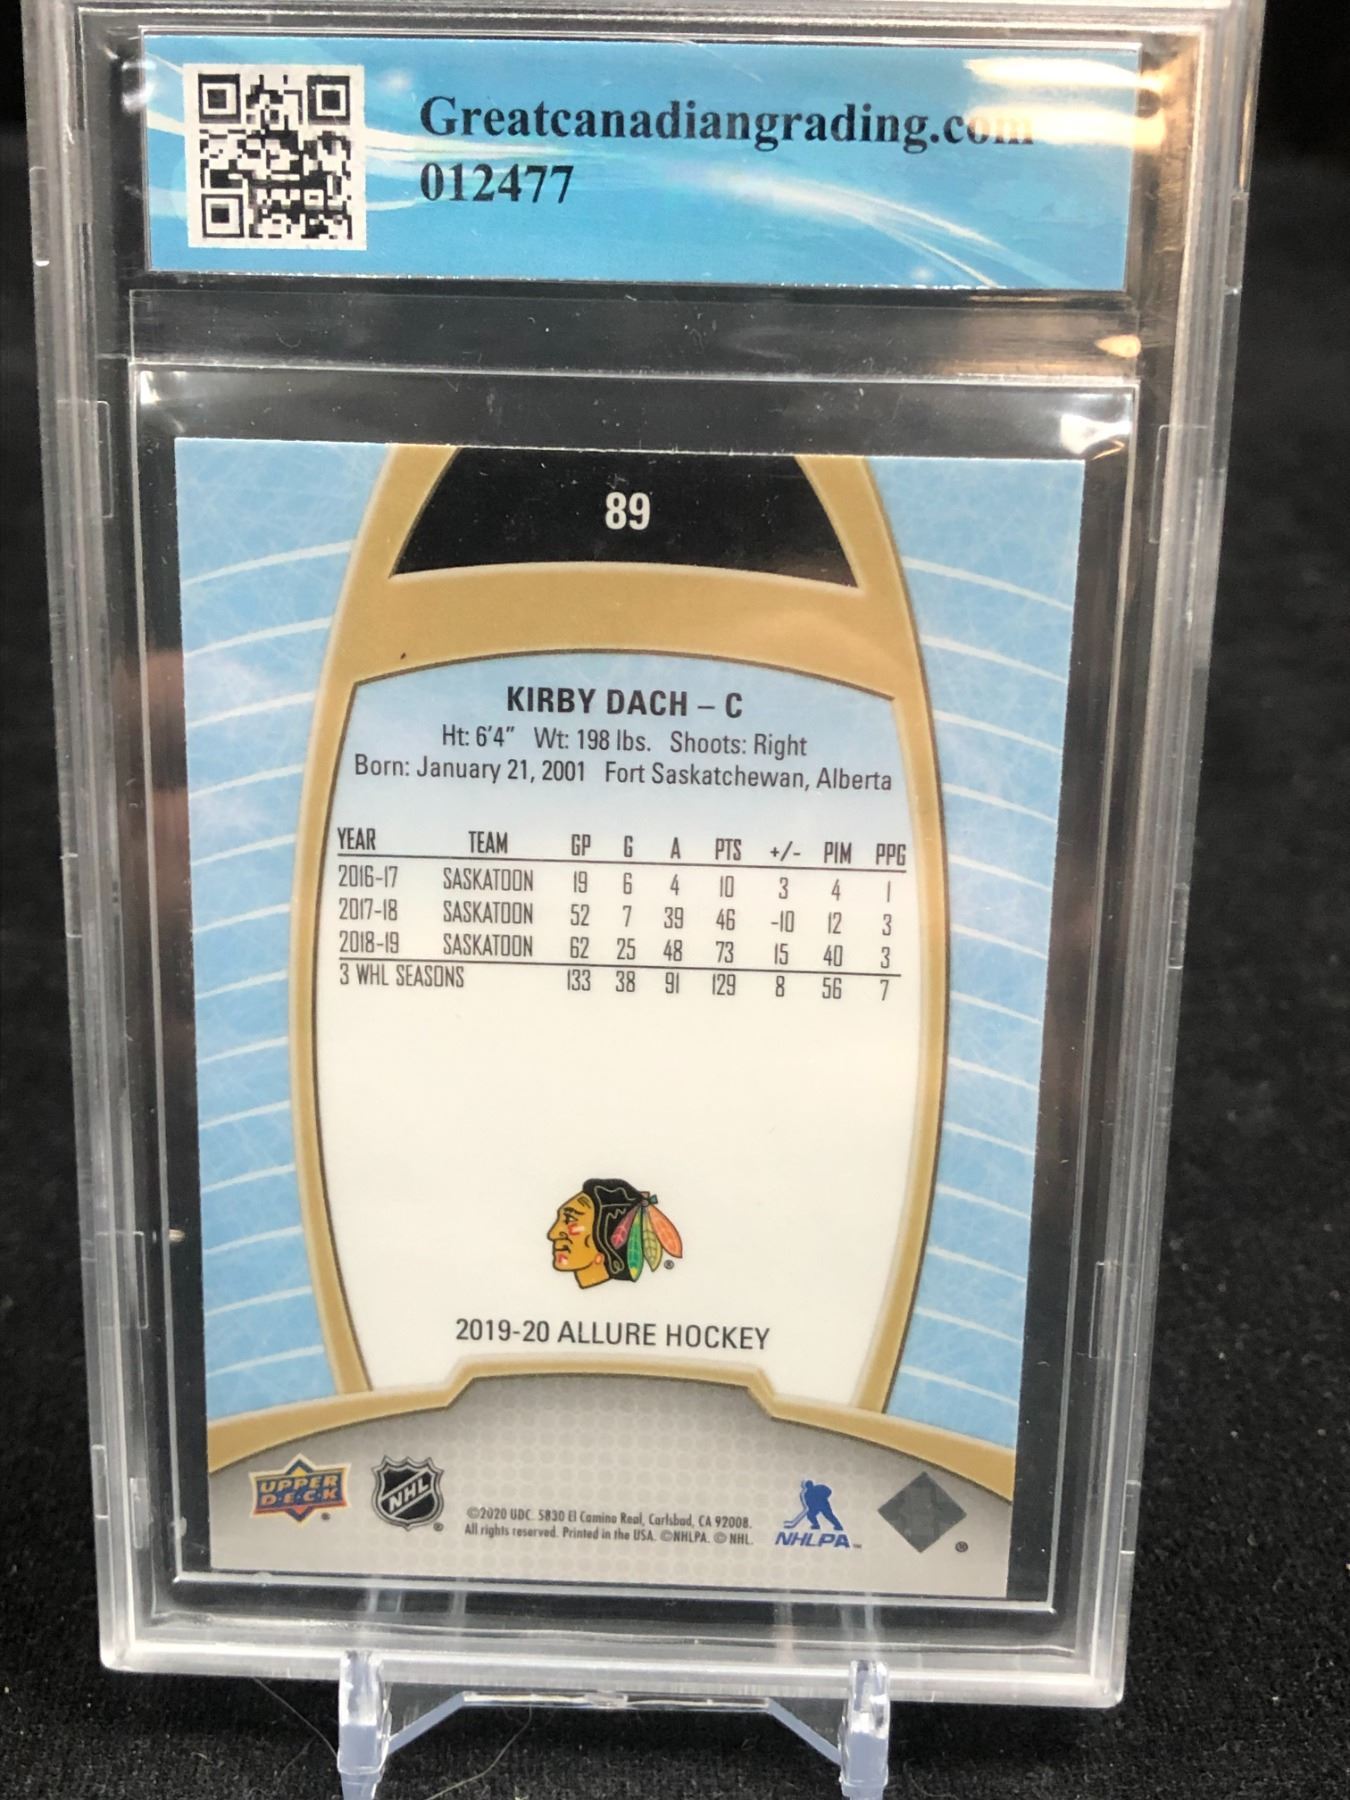 Greatcanadiangrading.com
012477
89
KIRBY DACH – C
Ht: 6'4" Wt: 198 lbs. Shoots: Right
Born: January 21, 2001 Fort Saskatchewan, Alberta
YEAR TEAM GP G A PTS +/- PIM PPG
2016-17 SASKATOON 19 6 4 10 3 4 1
2017-18 SASKATOON 52 7 39 46 -10 12 3
2018-19 SASKATOON 62 25 48 73 15 40 3
3 WHL SEASONS 133 38 91 129 8 56 7
®
2019-20 ALLURE HOCKEY
UPPER
D·E·C·K ®
NHL ®
©2020 UDC. 5830 El Camino Real, Carlsbad, CA 92008.
All rights reserved. Printed in the USA. ©NHLPA. © NHL.
NHLPA™
®